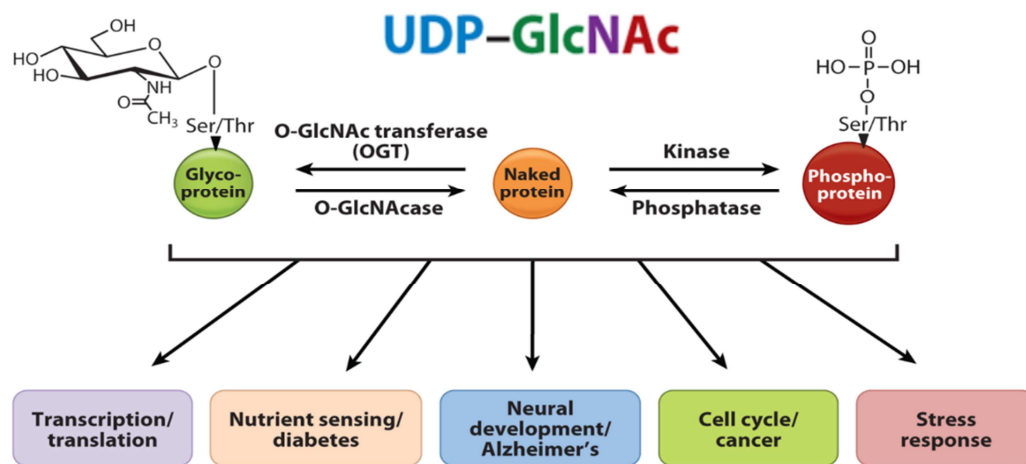 UDP–GlcNAc
OH
HO
O
O
HO
NH
O
CH3
Ser/Thr
O
HO–P–OH
O
Ser/Thr
O-GlcNAc transferase
(OGT)
Kinase
Glyco-
protein
Naked
protein
Phospho-
protein
O-GlcNAcase
Phosphatase
Transcription/
translation
Nutrient sensing/
diabetes
Neural
development/
Alzheimer's
Cell cycle/
cancer
Stress
response